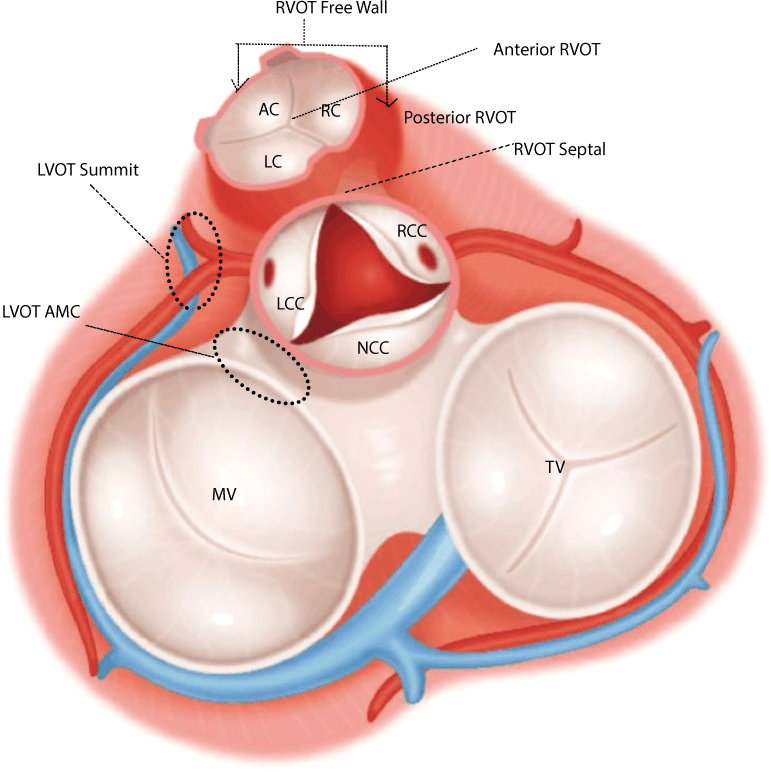 RVOT Free Wall
Anterior RVOT
AC
RC
Posterior RVOT
LC
RVOT Septal
LVOT Summit
RCC
LCC
LVOT AMC
NCC
TV
MV